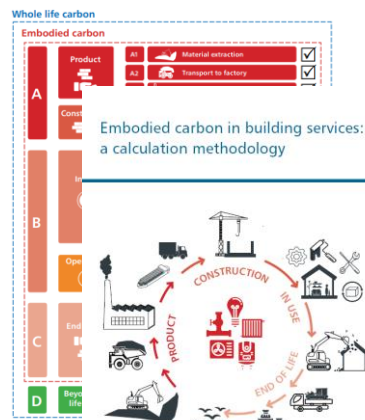 Whole life carbon
Embodied carbon
A
Product
A1 Material extraction
A2 Transport to factory
Embodied carbon in building services:
a calculation methodology
B
C
D
PRODUCT
CONSTRUCTION
IN USE
END OF LIFE